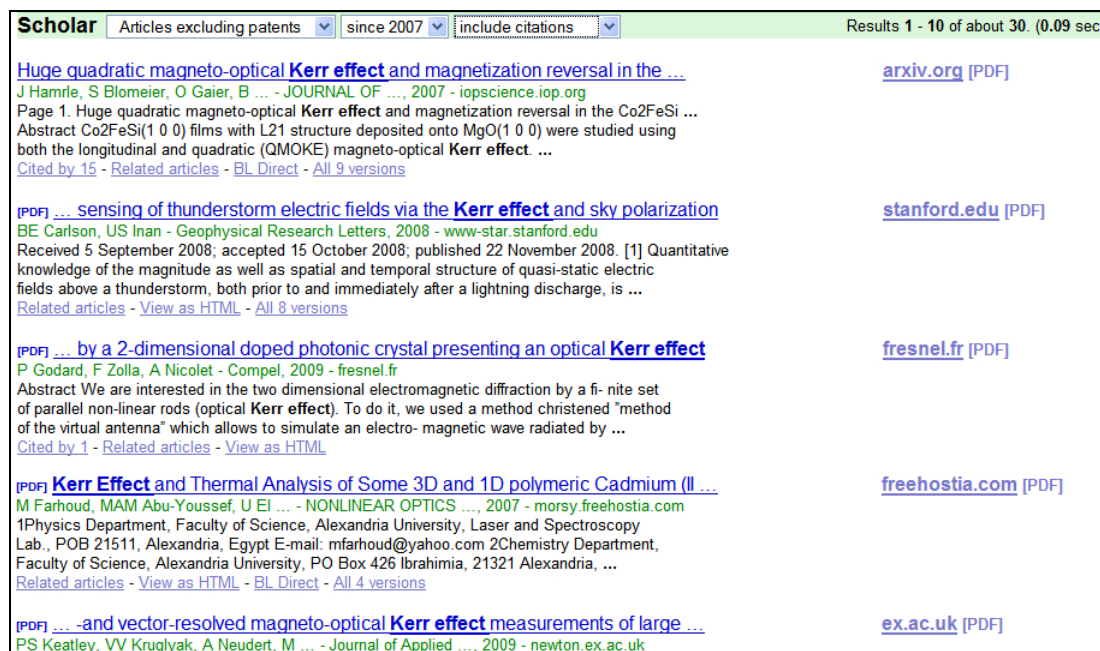 Scholar Articles excluding patents since 2007 include citations Results 1 - 10 of about 30. (0.09 sec
Huge quadratic magneto-optical Kerr effect and magnetization reversal in the ... arxiv.org [PDF]
J Hamrle, S Blomeier, O Gaier, B ... - JOURNAL OF ..., 2007 - iopscience.iop.org
Page 1. Huge quadratic magneto-optical Kerr effect and magnetization reversal in the Co2FeSi ...
Abstract Co2FeSi(1 0 0) films with L21 structure deposited onto MgO(1 0 0) were studied using
both the longitudinal and quadratic (QMOKE) magneto-optical Kerr effect. ...
Cited by 15 - Related articles - BL Direct - All 9 versions
[PDF] ... sensing of thunderstorm electric fields via the Kerr effect and sky polarization stanford.edu [PDF]
BE Carlson, US Inan - Geophysical Research Letters, 2008 - www-star.stanford.edu
Received 5 September 2008; accepted 15 October 2008; published 22 November 2008. [1] Quantitative
knowledge of the magnitude as well as spatial and temporal structure of quasi-static electric
fields above a thunderstorm, both prior to and immediately after a lightning discharge, is ...
Related articles - View as HTML - All 8 versions
[PDF] ... by a 2-dimensional doped photonic crystal presenting an optical Kerr effect fresnel.fr [PDF]
P Godard, F Zolla, A Nicolet - Compel, 2009 - fresnel.fr
Abstract We are interested in the two dimensional electromagnetic diffraction by a fi- nite set
of parallel non-linear rods (optical Kerr effect). To do it, we used a method christened "method
of the virtual antenna" which allows to simulate an electro- magnetic wave radiated by ...
Cited by 1 - Related articles - View as HTML
[PDF] Kerr Effect and Thermal Analysis of Some 3D and 1D polymeric Cadmium (II ... freehostia.com [PDF]
M Farhoud, MAM Abu-Youssef, U El ... - NONLINEAR OPTICS ..., 2007 - morsy.freehostia.com
1Physics Department, Faculty of Science, Alexandria University, Laser and Spectroscopy
Lab., POB 21511, Alexandria, Egypt E-mail: mfarhoud@yahoo.com 2Chemistry Department,
Faculty of Science, Alexandria University, PO Box 426 Ibrahimia, 21321 Alexandria, ...
Related articles - View as HTML - BL Direct - All 4 versions
[PDF] ... -and vector-resolved magneto-optical Kerr effect measurements of large ... ex.ac.uk [PDF]
PS Keatley, VV Kruglyak, A Neudert, M ... - Journal of Applied ..., 2009 - newton.ex.ac.uk